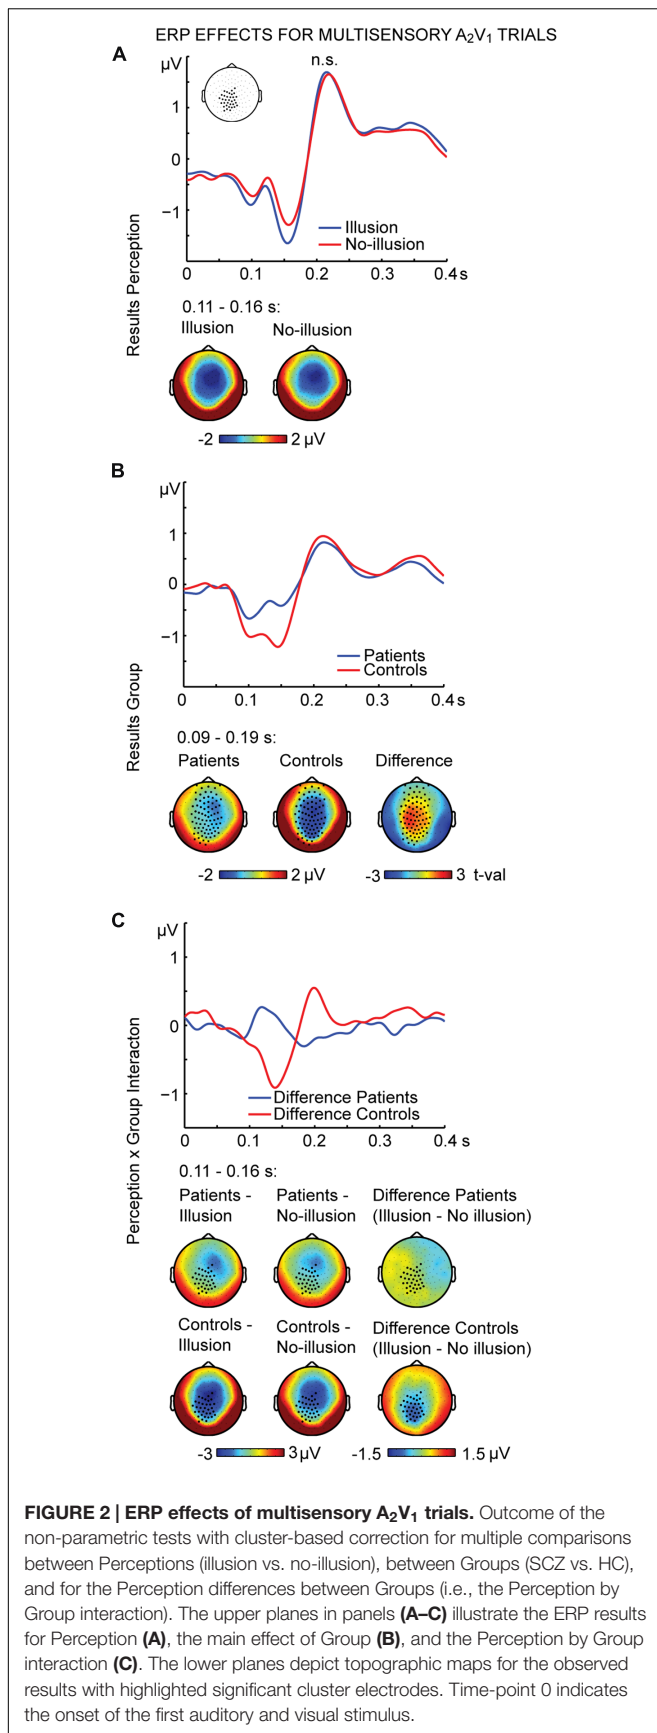 ERP EFFECTS FOR MULTISENSORY A₂V₁ TRIALS
A
µV
n.s.
1
0
−1
Illusion
No-illusion
0 0.1 0.2 0.3 0.4 s
Results Perception
0.11 - 0.16 s:
Illusion No-illusion
-2 2 µV
B
µV
1
0
−1
Patients
Controls
0 0.1 0.2 0.3 0.4 s
Results Group
0.09 - 0.19 s:
Patients Controls Difference
-2 2 µV -3 3 t-val
C
µV
1
0
−1
Difference Patients
Difference Controls
0 0.1 0.2 0.3 0.4 s
Perception x Group Interacton
0.11 - 0.16 s:
Patients - Patients - Difference Patients
Illusion No-illusion (Illusion - No illusion)
Controls - Controls - Difference Controls
Illusion No-illusion (Illusion - No illusion)
-3 3 µV -1.5 1.5 µV
FIGURE 2 | ERP effects of multisensory A₂V₁ trials. Outcome of the
non-parametric tests with cluster-based correction for multiple comparisons
between Perceptions (illusion vs. no-illusion), between Groups (SCZ vs. HC),
and for the Perception differences between Groups (i.e., the Perception by
Group interaction). The upper planes in panels (A–C) illustrate the ERP results
for Perception (A), the main effect of Group (B), and the Perception by Group
interaction (C). The lower planes depict topographic maps for the observed
results with highlighted significant cluster electrodes. Time-point 0 indicates
the onset of the first auditory and visual stimulus.